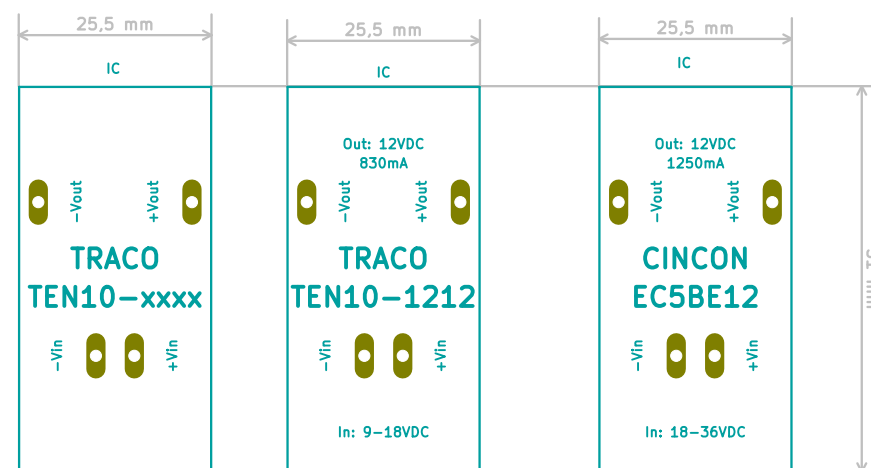 25,5 mm
IC
-Vout
+Vout
TRACO
TEN10-xxxx
-Vin
+Vin
25,5 mm
IC
Out: 12VDC
830mA
-Vout
+Vout
TRACO
TEN10-1212
-Vin
+Vin
In: 9-18VDC
25,5 mm
IC
Out: 12VDC
1250mA
-Vout
+Vout
CINCON
EC5BE12
-Vin
+Vin
In: 18-36VDC